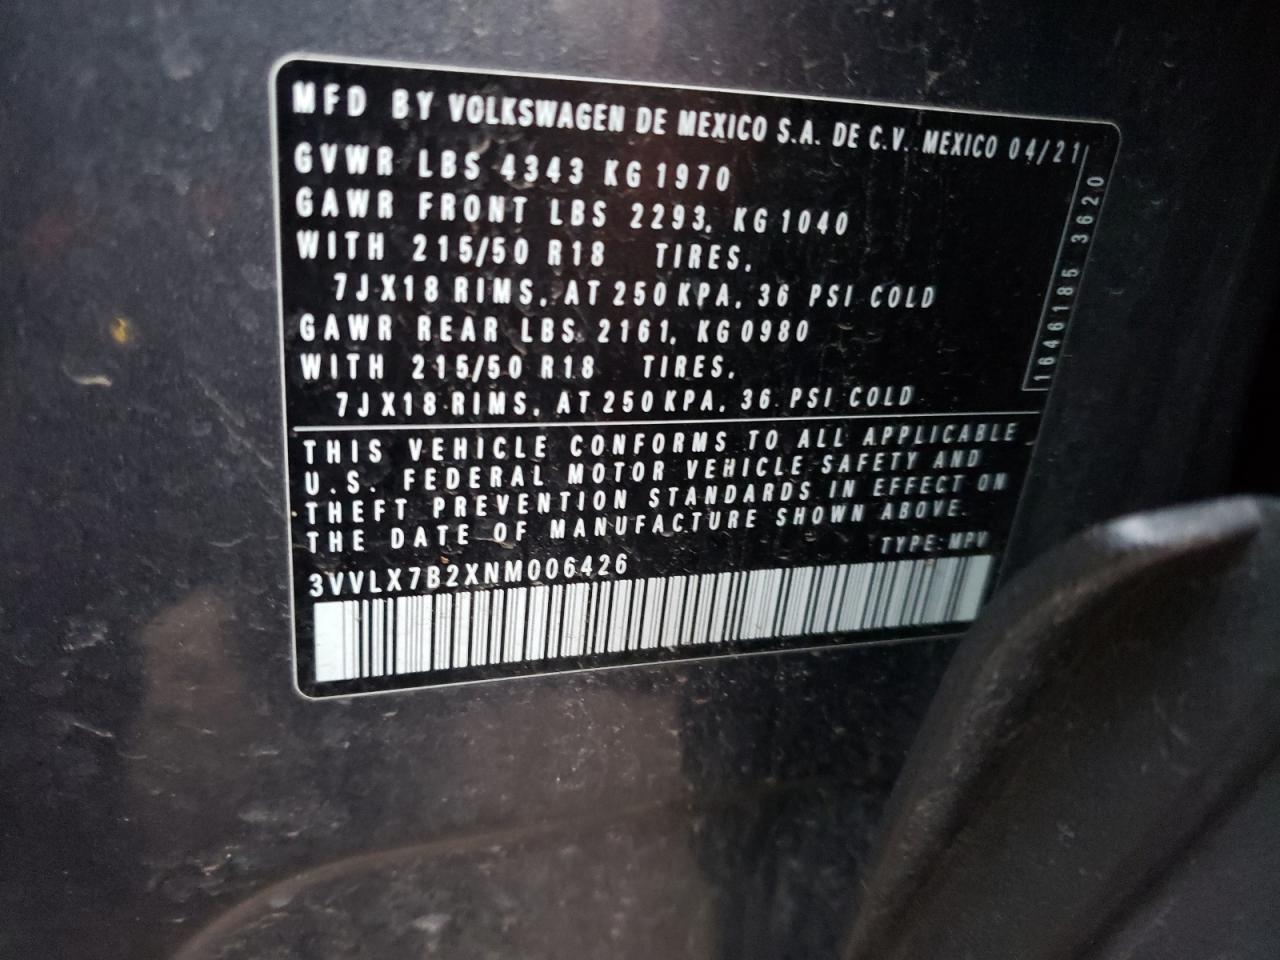 MFD BY VOLKSWAGEN DE MEXICO S.A. DE C.V. MEXICO 04/21
GVWR LBS 4343 KG 1970
GAWR FRONT LBS 2293, KG 1040
WITH 215/50 R18 TIRES,
7JX18 RIMS, AT 250 KPA, 36 PSI COLD
GAWR REAR LBS 2161, KG 0980
WITH 215/50 R18 TIRES,
7JX18 RIMS, AT 250 KPA, 36 PSI COLD
1646185 3620
THIS VEHICLE CONFORMS TO ALL APPLICABLE
U.S. FEDERAL MOTOR VEHICLE SAFETY AND
THEFT PREVENTION STANDARDS IN EFFECT ON
THE DATE OF MANUFACTURE SHOWN ABOVE.
TYPE: MPV
3VVLX7B2XNM006426